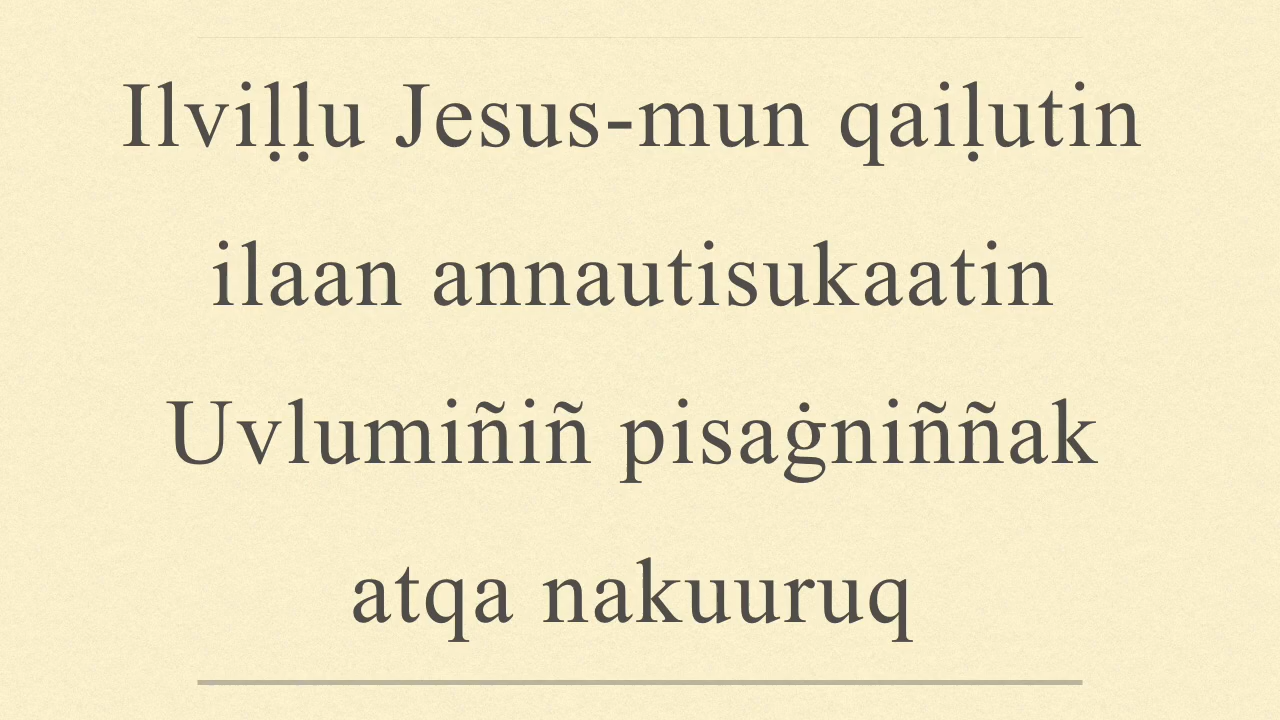 Ilviḷḷu Jesus-mun qaiḷutin
ilaan annautisukaatin
Uvlumiñiñ pisaġniññak
atqa nakuuruq